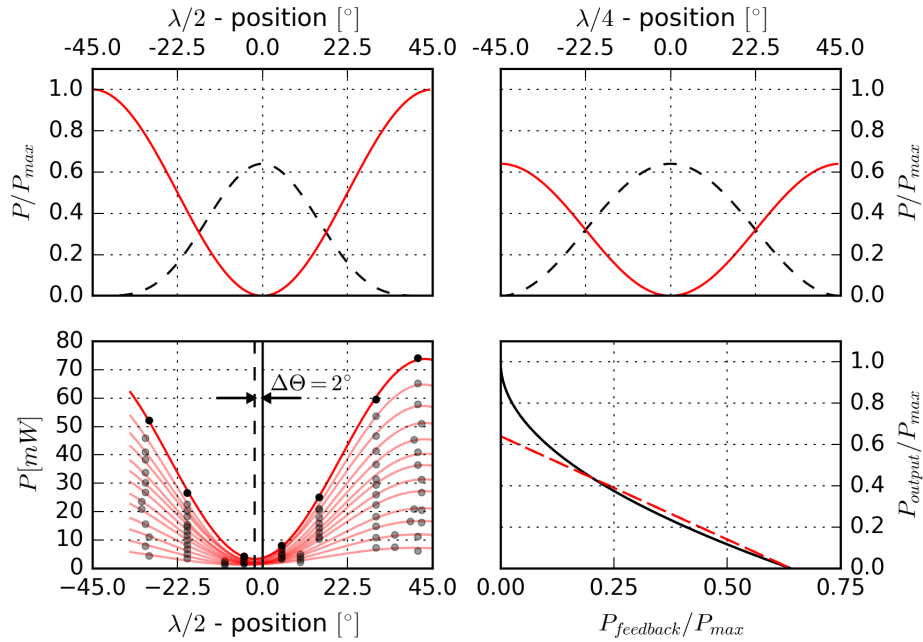 λ/2 - position [°]
-45.0 -22.5 0.0 22.5 45.0
λ/4 - position [°]
-45.0 -22.5 0.0 22.5 45.0
P/P_max
1.0
0.8
0.6
0.4
0.2
0.0
1.0
0.8
0.6
0.4
0.2
0.0
P/P_max
P[mW]
80
70
60
50
40
30
20
10
0
ΔΘ = 2°
−45.0 −22.5 0.0 22.5 45.0
λ/2 - position [°]
1.0
0.8
0.6
0.4
0.2
0.0
P_output/P_max
0.00 0.25 0.50 0.75
P_feedback/P_max